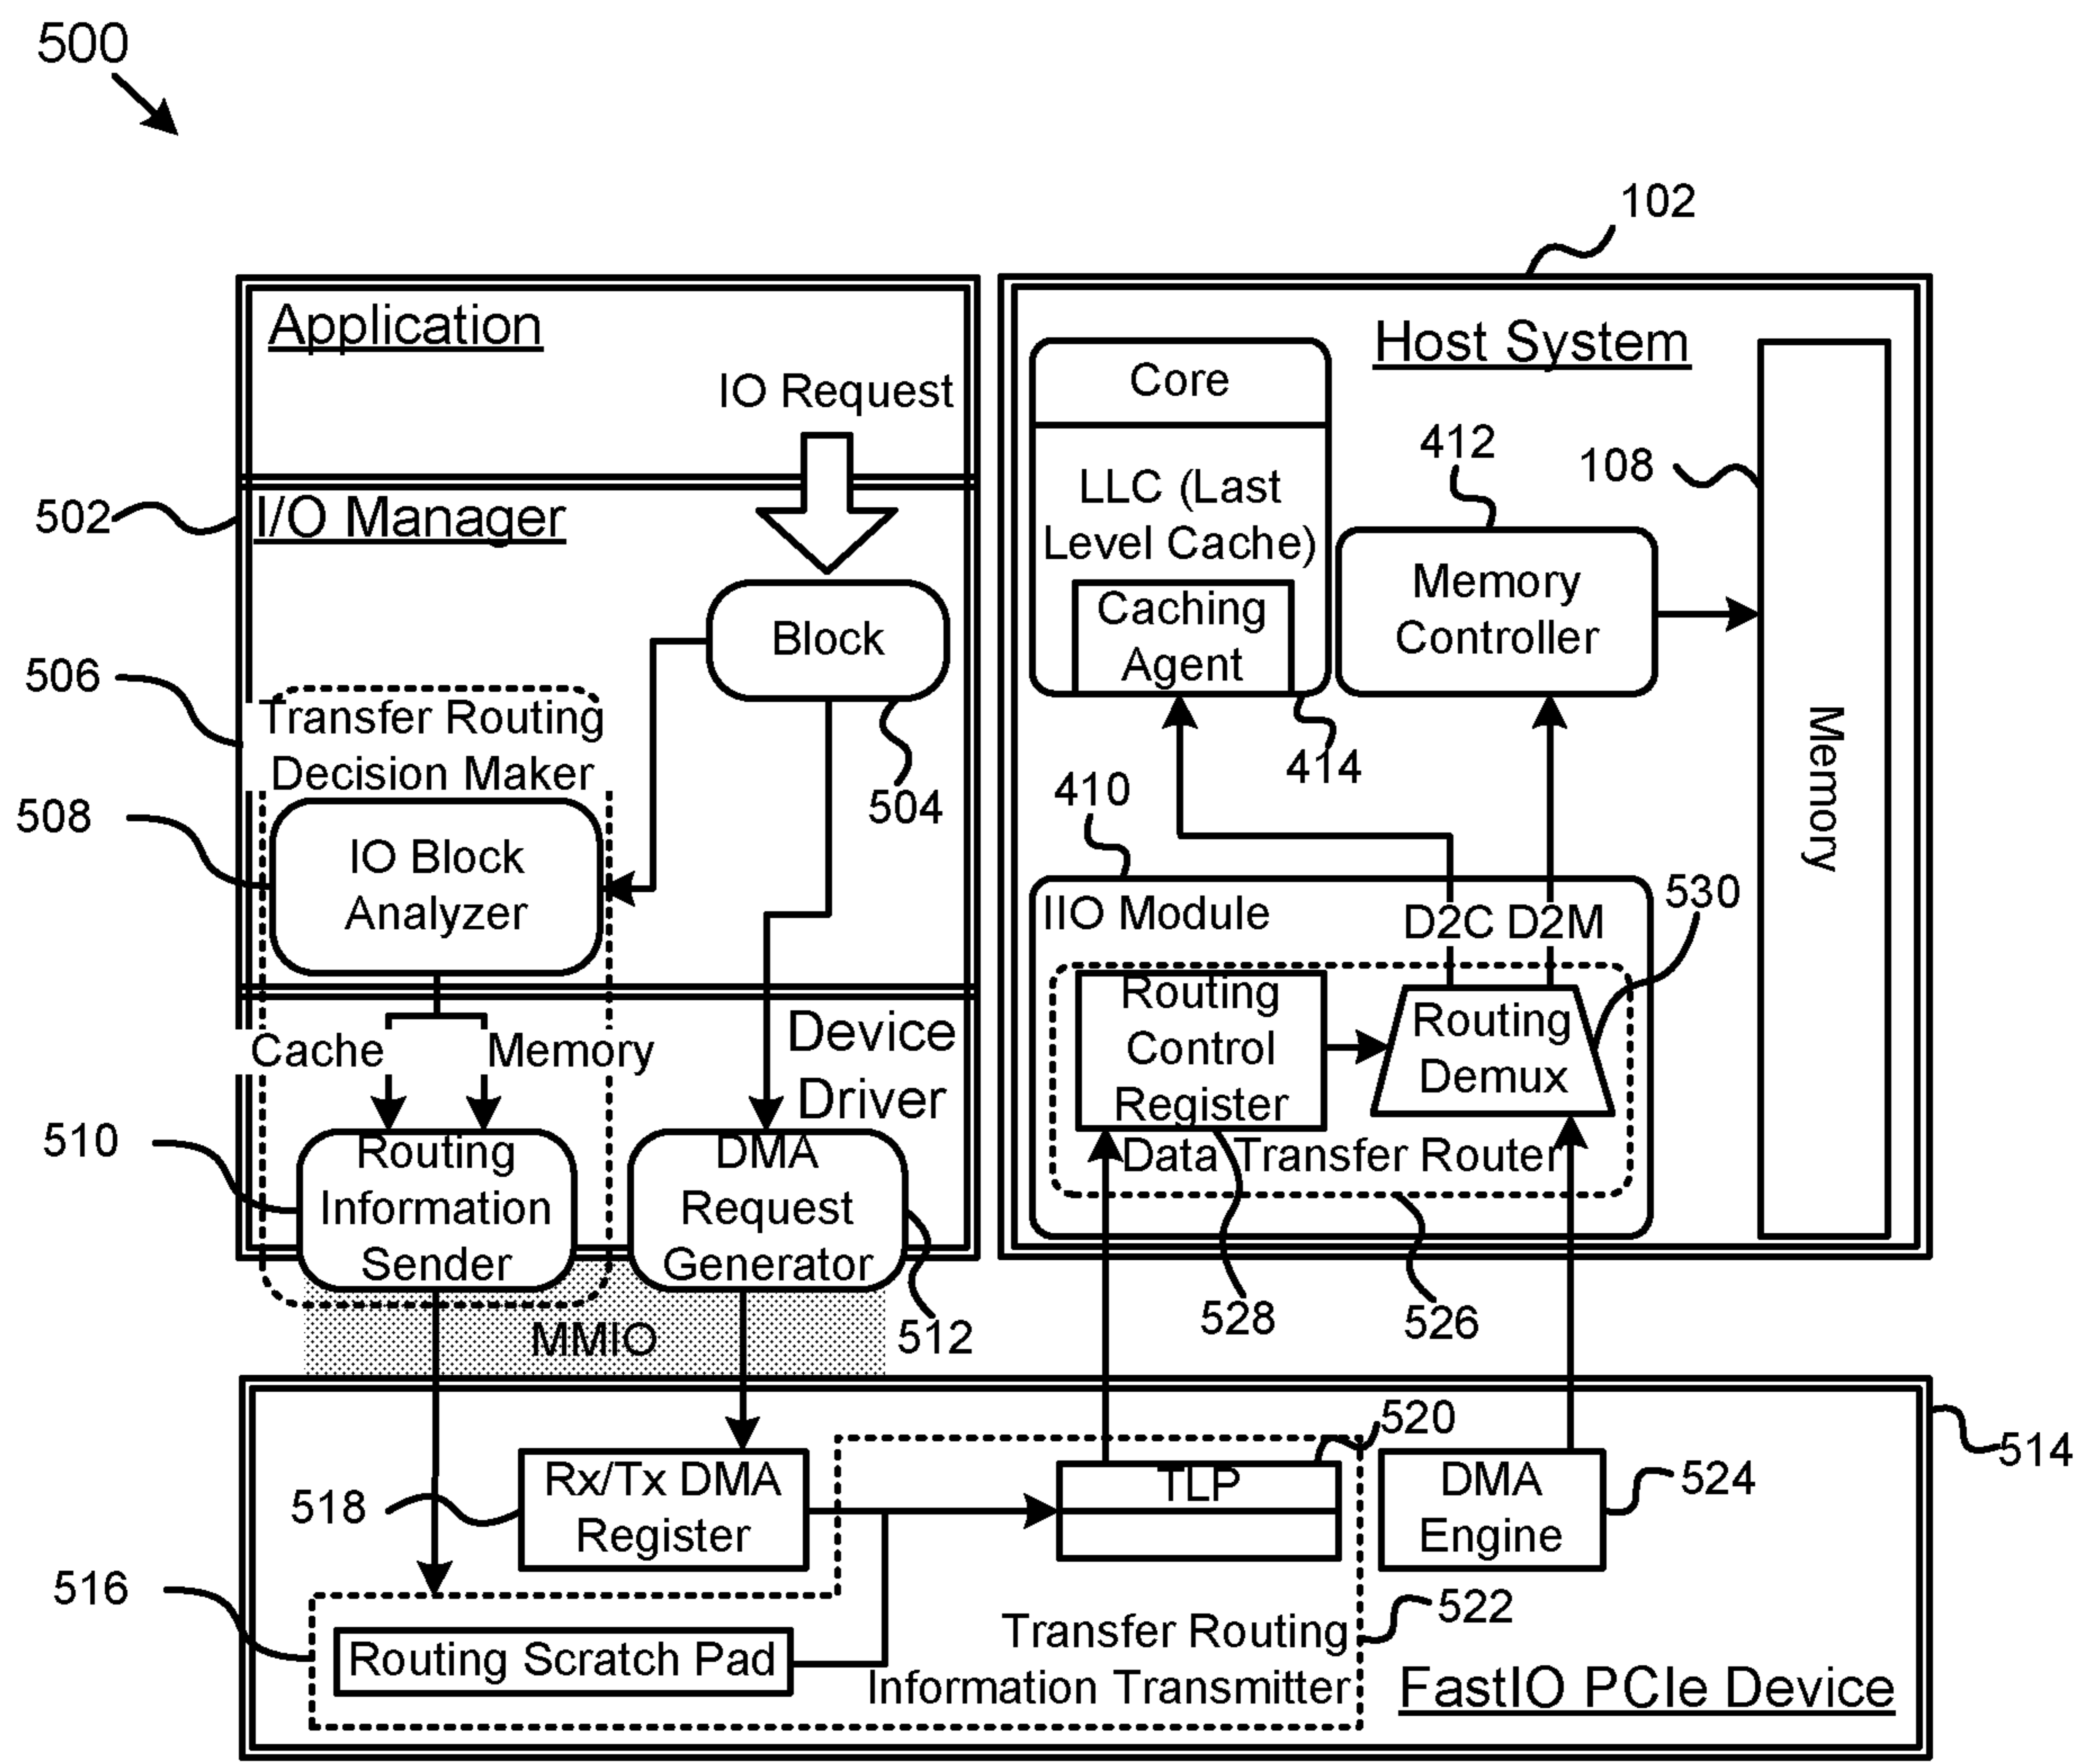 500
102
Application
IO Request
Host System
Core
LLC (Last
Level Cache)
Caching
Agent
414
412
Memory
Controller
108
Memory
502
I/O Manager
Block
504
506
Transfer Routing
Decision Maker
508
IO Block
Analyzer
Cache
Memory
Device
Driver
510
Routing
Information
Sender
DMA
Request
Generator
512
MMIO
410
IIO Module
D2C
D2M
530
Routing
Control
Register
Routing
Demux
Data Transfer Router
528
526
514
518
Rx/Tx DMA
Register
520
TLP
DMA
Engine
524
516
Routing Scratch Pad
522
Transfer Routing
Information Transmitter
FastIO PCIe Device